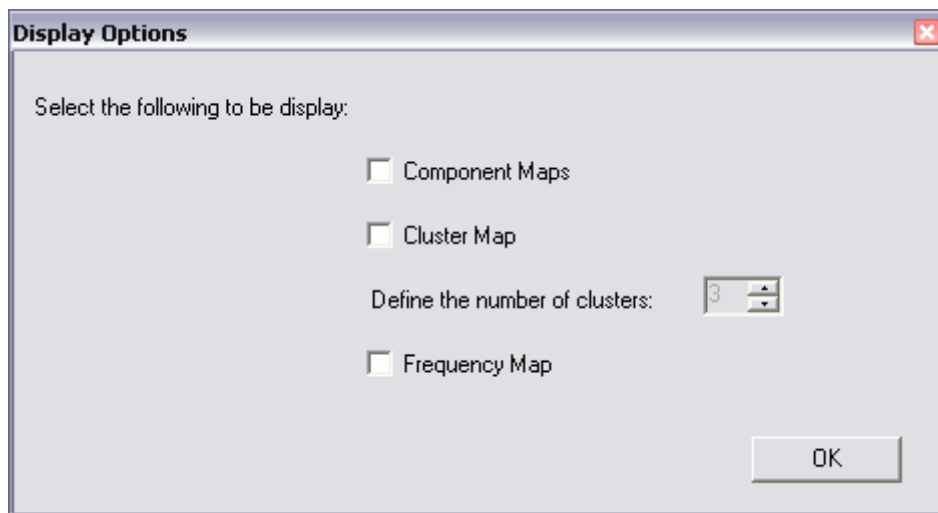 Display Options
Select the following to be display:
Component Maps
Cluster Map
Define the number of clusters: 3
Frequency Map
OK